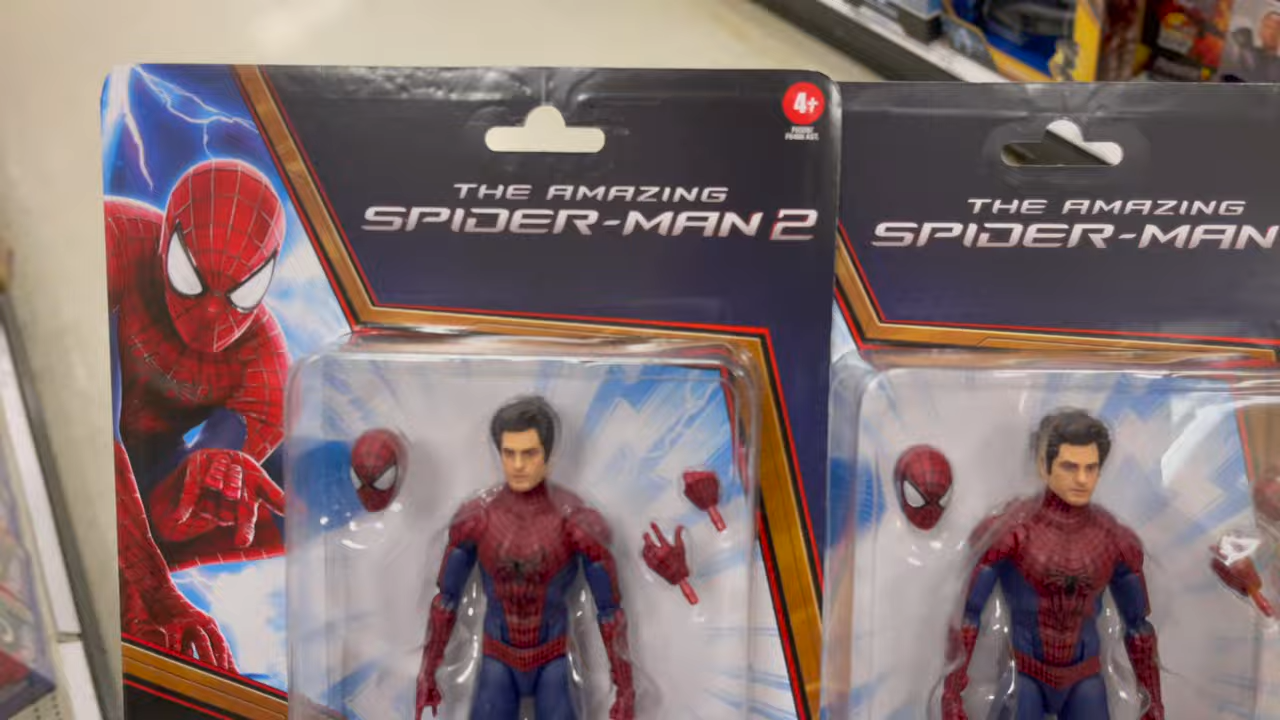 4+
THE AMAZING
SPIDER-MAN 2
THE AMAZING
SPIDER-MAN